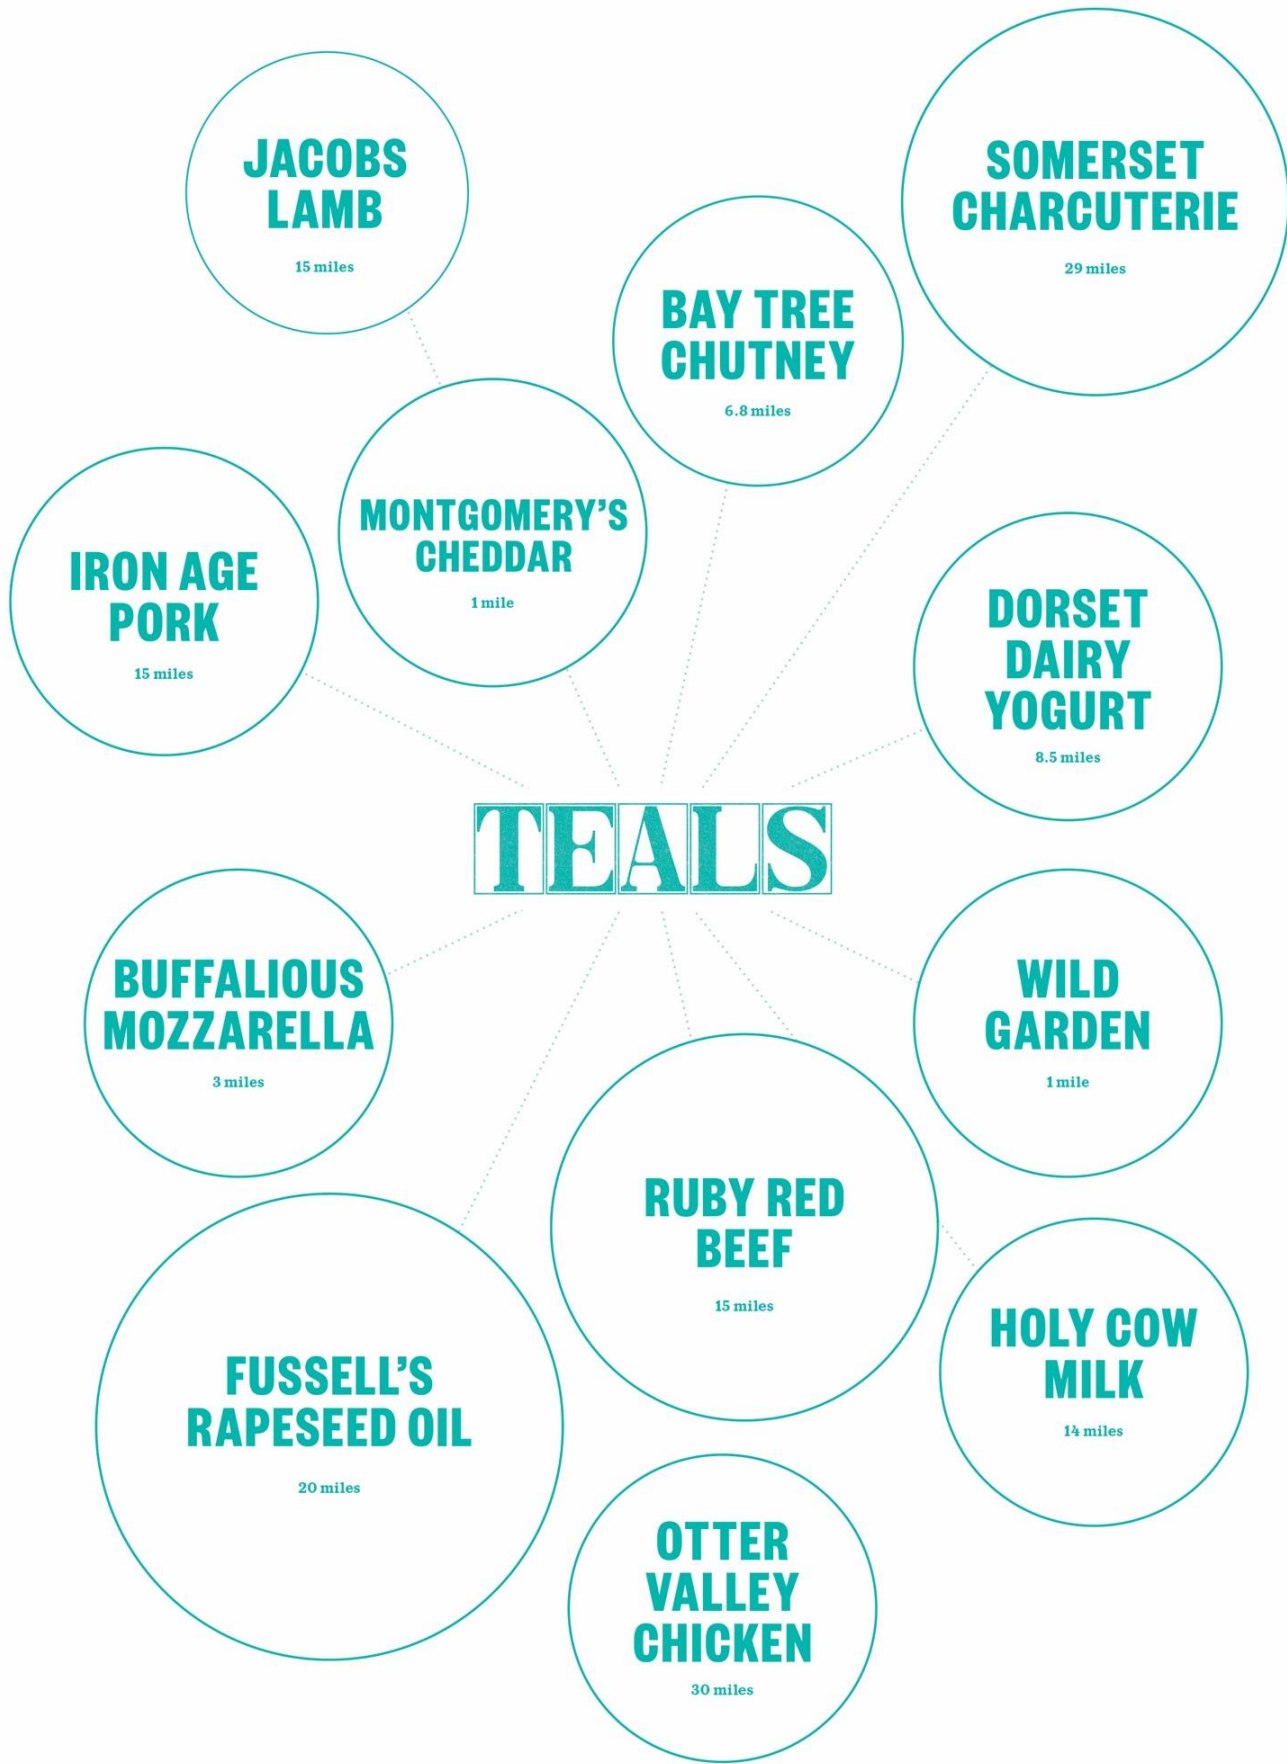 JACOBS
LAMB
15 miles
SOMERSET
CHARCUTERIE
29 miles
BAY TREE
CHUTNEY
6.8 miles
MONTGOMERY'S
CHEDDAR
1 mile
IRON AGE
PORK
15 miles
DORSET
DAIRY
YOGURT
8.5 miles
TEALS
BUFFALIOUS
MOZZARELLA
3 miles
WILD
GARDEN
1 mile
RUBY RED
BEEF
15 miles
HOLY COW
MILK
14 miles
FUSSELL'S
RAPESEED OIL
20 miles
OTTER
VALLEY
CHICKEN
30 miles